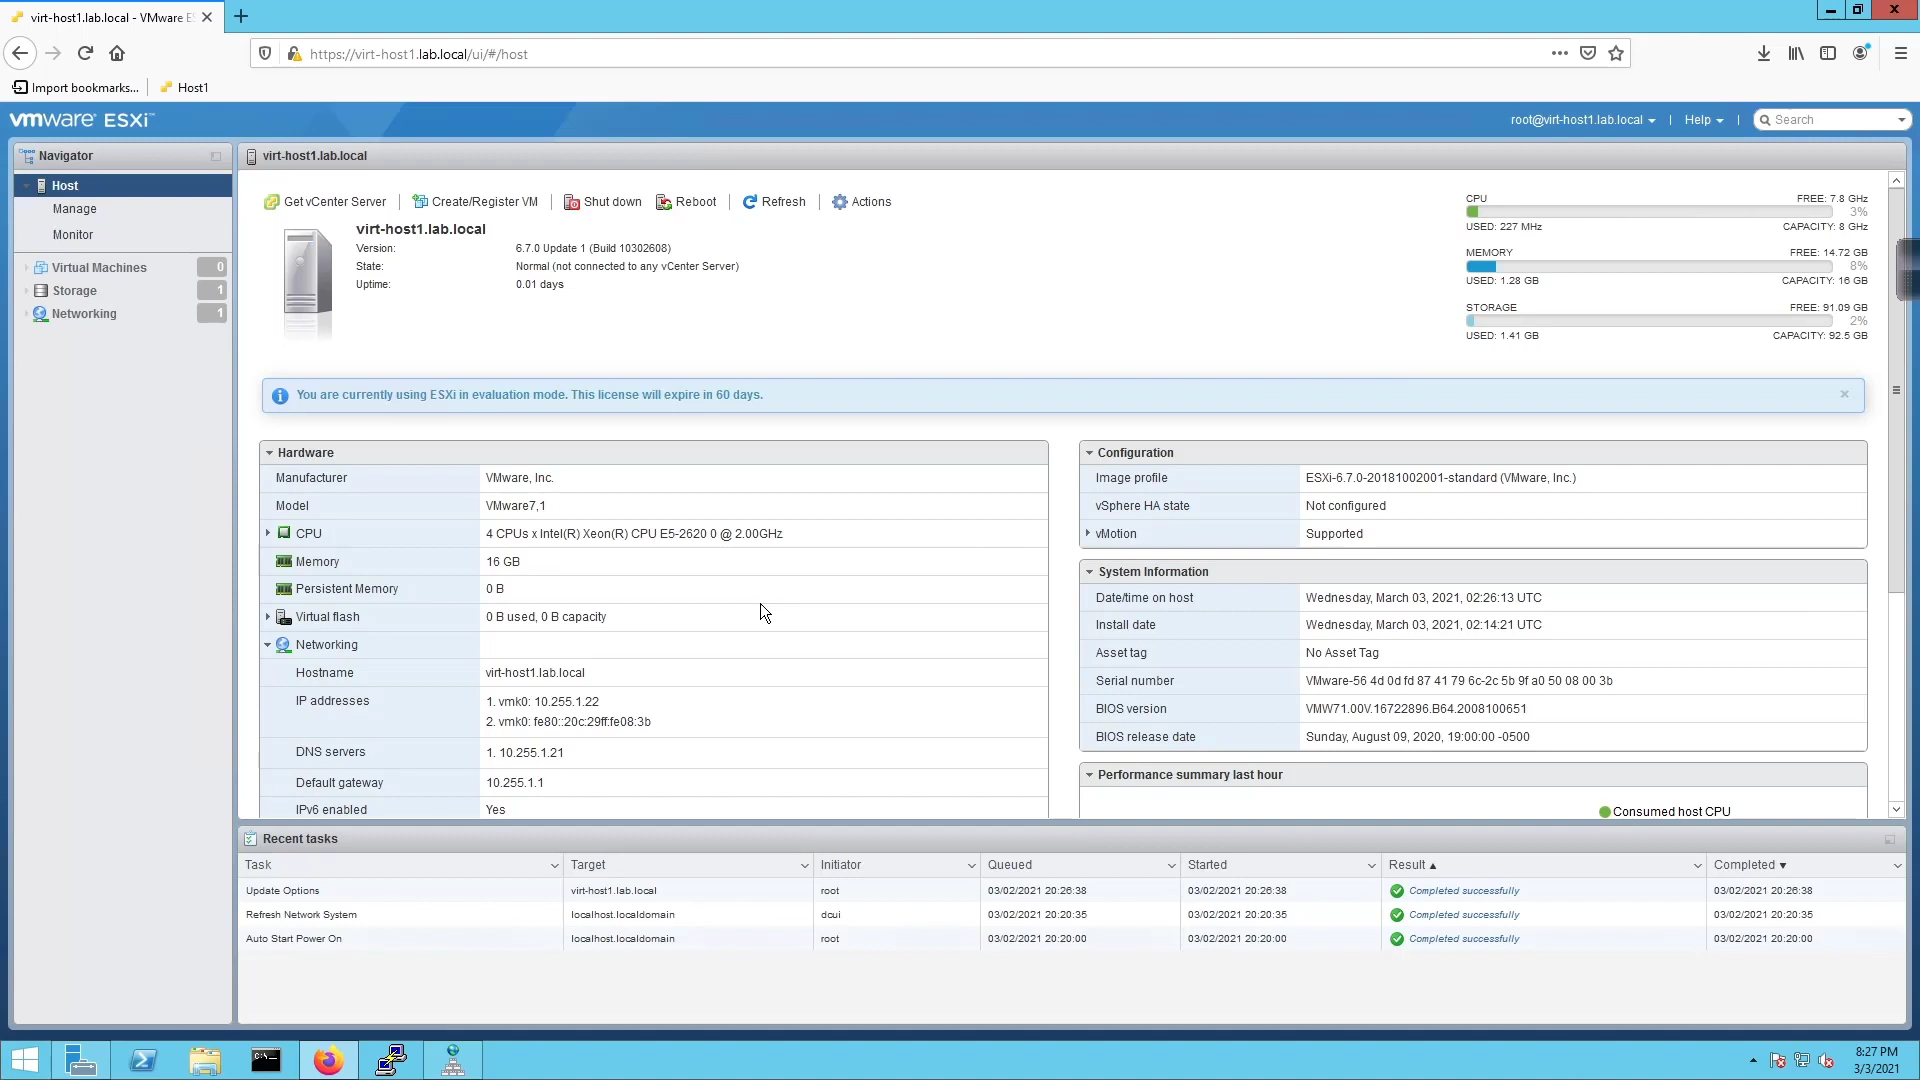 virt-host1.lab.local - VMware ES
https://virt-host1.lab.local/ui/#/host
Import bookmarks...
Host1
vmware ESXi
root@virt-host1.lab.local
Help
Search
Navigator
Host
Manage
Monitor
Virtual Machines 0
Storage 1
Networking 1
virt-host1.lab.local
Get vCenter Server
Create/Register VM
Shut down
Reboot
Refresh
Actions
virt-host1.lab.local
Version: 6.7.0 Update 1 (Build 10302608)
State: Normal (not connected to any vCenter Server)
Uptime: 0.01 days
CPU FREE: 7.8 GHz
3%
USED: 227 MHz CAPACITY: 8 GHz
MEMORY FREE: 14.72 GB
8%
USED: 1.28 GB CAPACITY: 16 GB
STORAGE FREE: 91.09 GB
2%
USED: 1.41 GB CAPACITY: 92.5 GB
You are currently using ESXi in evaluation mode. This license will expire in 60 days.
Hardware
Manufacturer VMware, Inc.
Model VMware7,1
CPU 4 CPUs x Intel(R) Xeon(R) CPU E5-2620 0 @ 2.00GHz
Memory 16 GB
Persistent Memory 0 B
Virtual flash 0 B used, 0 B capacity
Networking
Hostname virt-host1.lab.local
IP addresses 1. vmk0: 10.255.1.22
2. vmk0: fe80::20c:29ff:fe08:3b
DNS servers 1. 10.255.1.21
Default gateway 10.255.1.1
IPv6 enabled Yes
Configuration
Image profile ESXi-6.7.0-20181002001-standard (VMware, Inc.)
vSphere HA state Not configured
vMotion Supported
System Information
Date/time on host Wednesday, March 03, 2021, 02:26:13 UTC
Install date Wednesday, March 03, 2021, 02:14:21 UTC
Asset tag No Asset Tag
Serial number VMware-56 4d 0d fd 87 41 79 6c-2c 5b 9f a0 50 08 00 3b
BIOS version VMW71.00V.16722896.B64.2008100651
BIOS release date Sunday, August 09, 2020, 19:00:00 -0500
Performance summary last hour
Consumed host CPU
Recent tasks
Task Target Initiator Queued Started Result Completed
Update Options virt-host1.lab.local root 03/02/2021 20:26:38 03/02/2021 20:26:38 Completed successfully 03/02/2021 20:26:38
Refresh Network System localhost.localdomain dcui 03/02/2021 20:20:35 03/02/2021 20:20:35 Completed successfully 03/02/2021 20:20:35
Auto Start Power On localhost.localdomain root 03/02/2021 20:20:00 03/02/2021 20:20:00 Completed successfully 03/02/2021 20:20:00
8:27 PM
3/3/2021